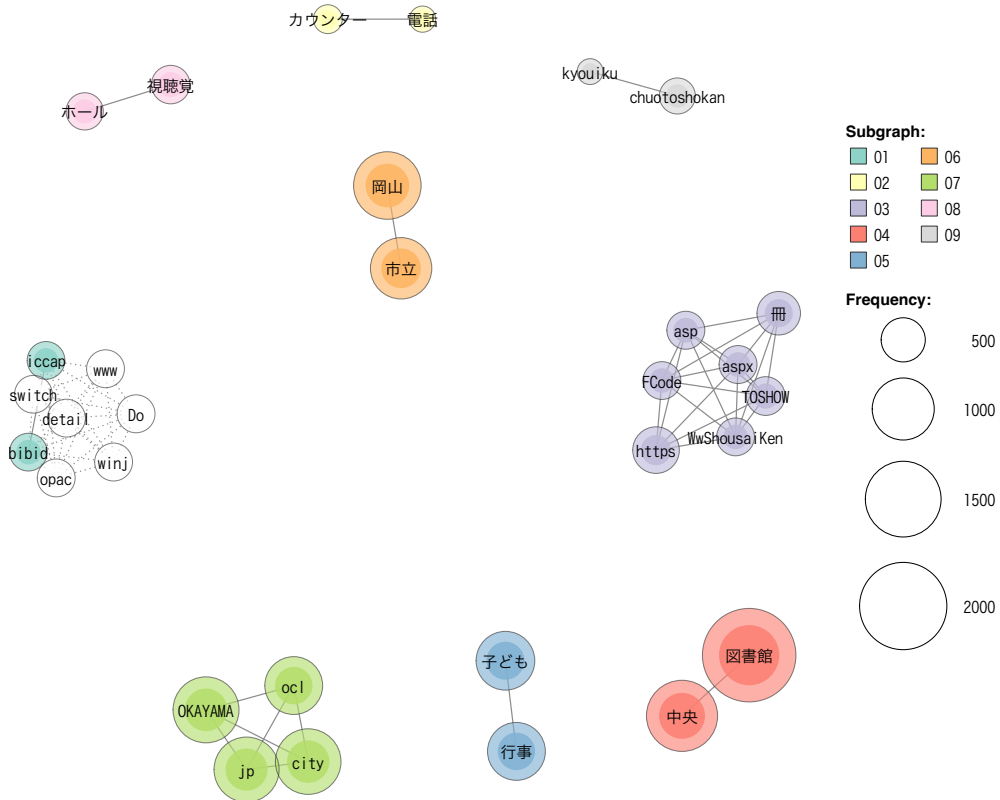 カウンター
電話
kyouiku
視聴覚
chuotoshokan
ホール
Subgraph:
01
06
02
07
03
08
04
09
05
岡山
市立
Frequency:
500
1000
1500
2000
冊
asp
aspx
FCode
TOSHOW
WwShousaiKen
https
iccap
www
switch
detail
Do
bibid
winj
opac
図書館
子ども
中央
ocl
OKAYAMA
行事
city
jp